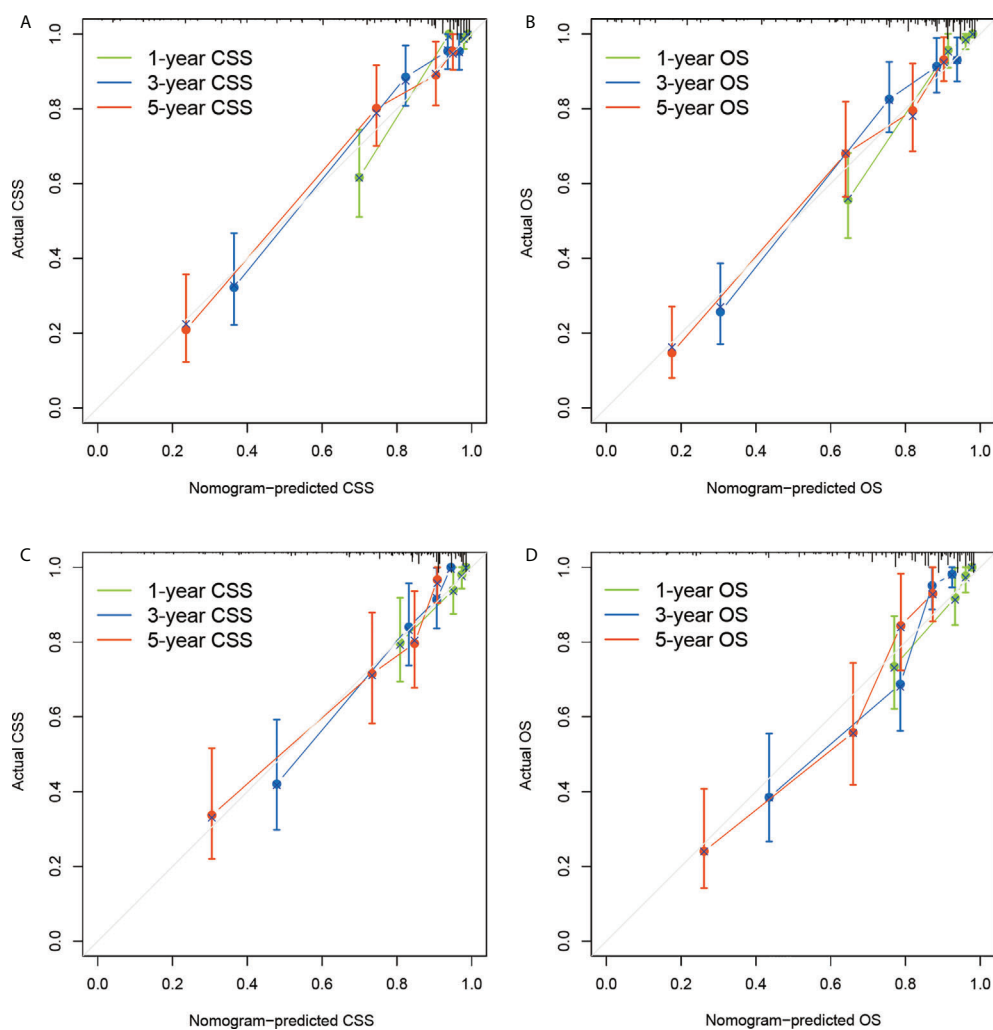 A
1-year CSS
3-year CSS
5-year CSS
Actual CSS
1.0
0.8
0.6
0.4
0.2
0.0
0.0 0.2 0.4 0.6 0.8 1.0
Nomogram-predicted CSS
B
1-year OS
3-year OS
5-year OS
Actual OS
1.0
0.8
0.6
0.4
0.2
0.0
0.0 0.2 0.4 0.6 0.8 1.0
Nomogram-predicted OS
C
1-year CSS
3-year CSS
5-year CSS
Actual CSS
1.0
0.8
0.6
0.4
0.2
0.0
0.0 0.2 0.4 0.6 0.8 1.0
Nomogram-predicted CSS
D
1-year OS
3-year OS
5-year OS
Actual OS
1.0
0.8
0.6
0.4
0.2
0.0
0.0 0.2 0.4 0.6 0.8 1.0
Nomogram-predicted OS